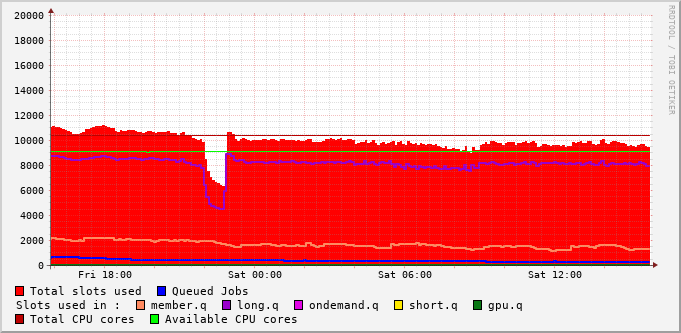 20000
18000
16000
14000
12000
10000
8000
6000
4000
2000
0
Fri 18:00 Sat 00:00 Sat 06:00 Sat 12:00
RRDTOOL / TOBI OETIKER
Total slots used Queued Jobs
Slots used in : member.q long.q ondemand.q short.q gpu.q
Total CPU cores Available CPU cores